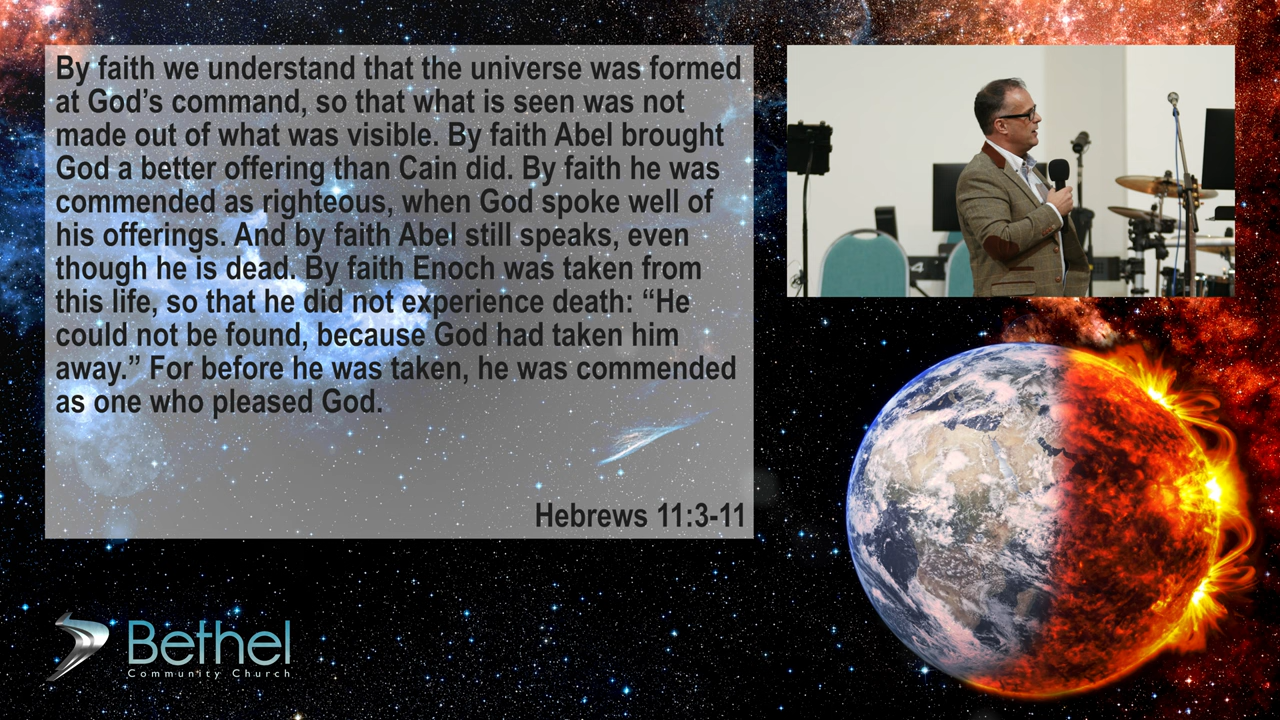 By faith we understand that the universe was formed
at God’s command, so that what is seen was not
made out of what was visible. By faith Abel brought
God a better offering than Cain did. By faith he was
commended as righteous, when God spoke well of
his offerings. And by faith Abel still speaks, even
though he is dead. By faith Enoch was taken from
this life, so that he did not experience death: “He
could not be found, because God had taken him
away.” For before he was taken, he was commended
as one who pleased God.
Hebrews 11:3-11
4
Bethel
Community Church